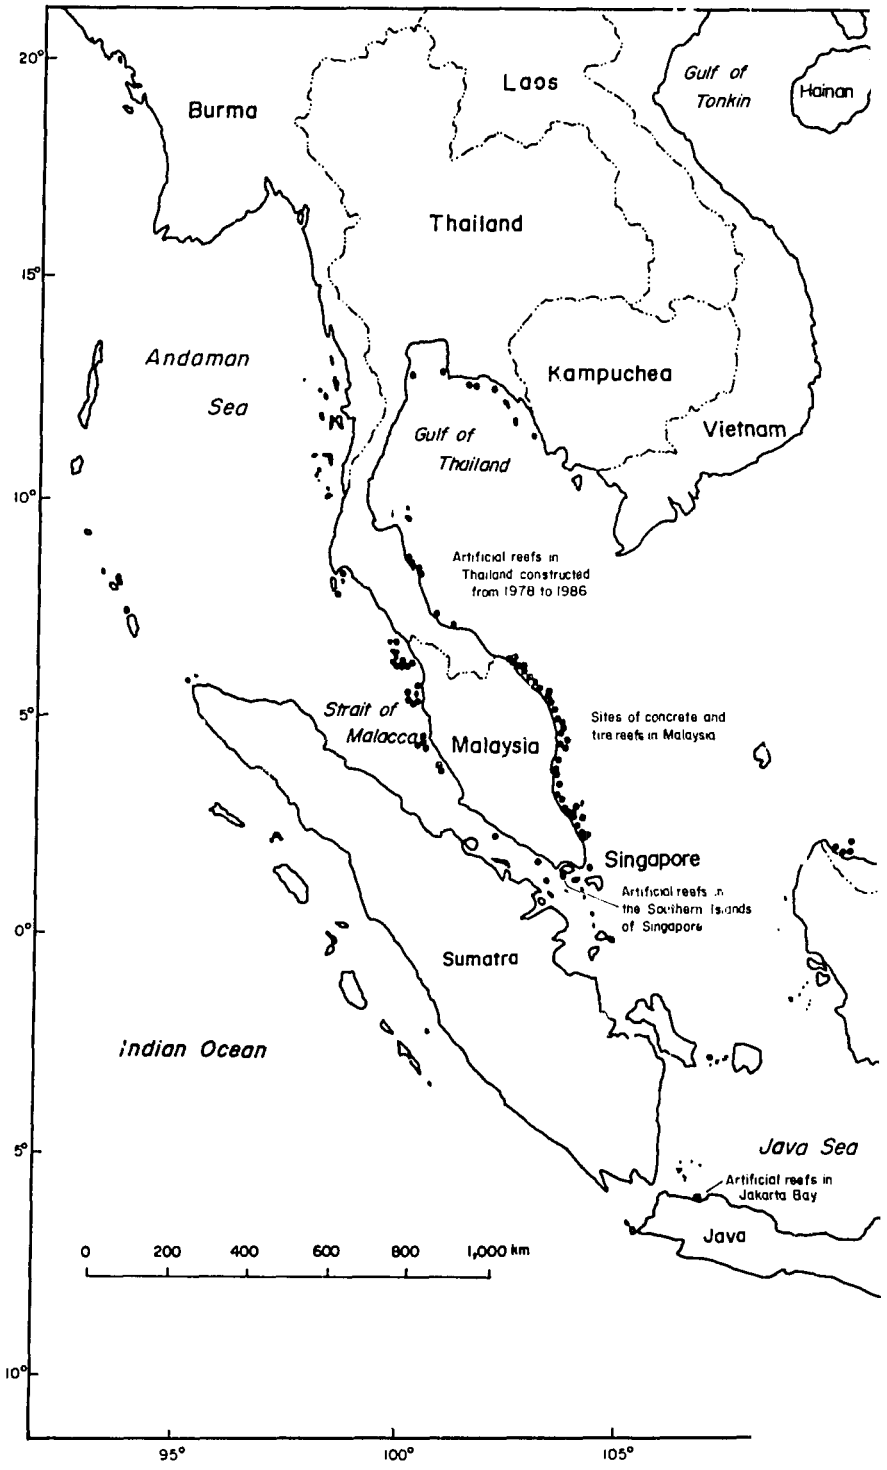 20°
Burma
Laos
Gulf of
Tonkin
Hainan
Thailand
15°
Andaman
Sea
Kampuchea
Vietnam
Gulf of
Thailand
10°
Artificial reefs in
Thailand constructed
from 1978 to 1986
5°
Strait of
Malacca
Malaysia
Sites of concrete and
tire reefs in Malaysia
Singapore
Artificial reefs in
the Southern Islands
of Singapore
0°
Sumatra
Indian Ocean
5°
Java Sea
Artificial reefs in
Jakarta Bay
Java
0 200 400 600 800 1,000 km
10°
95° 100° 105°